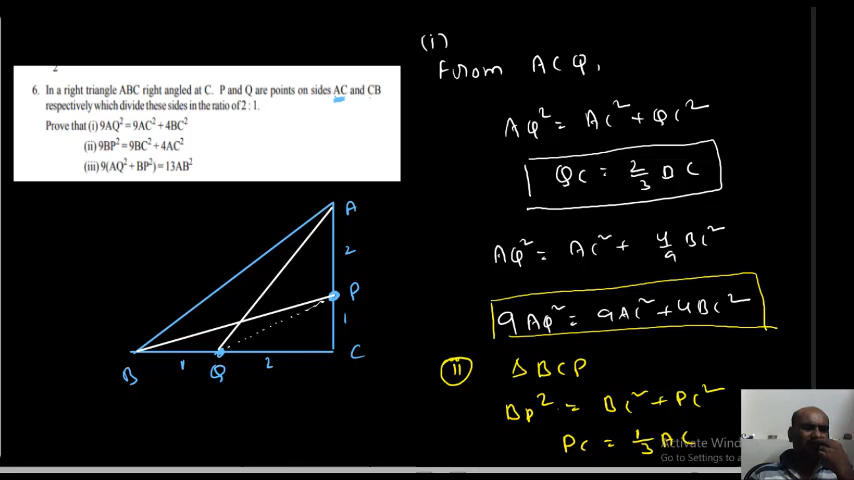 6. In a right triangle ABC right angled at C. P and Q are points on sides AC and CB
respectively which divide these sides in the ratio of 2 : 1.
Prove that (i) 9AQ² = 9AC² + 4BC²
(ii) 9BP² = 9BC² + 4AC²
(iii) 9(AQ² + BP²) = 13AB²
A
2
P
1
C
B
1
Q
2
(i)
From ACQ,
AQ² = AC² + QC²
QC = 2/3 BC
AQ² = AC² + 4/9 BC²
9AQ² = 9AC² + 4BC²
(ii) Δ BCP
BP² = BC² + PC²
PC = 1/3 AC
Activate Wind
Go to Settings to a